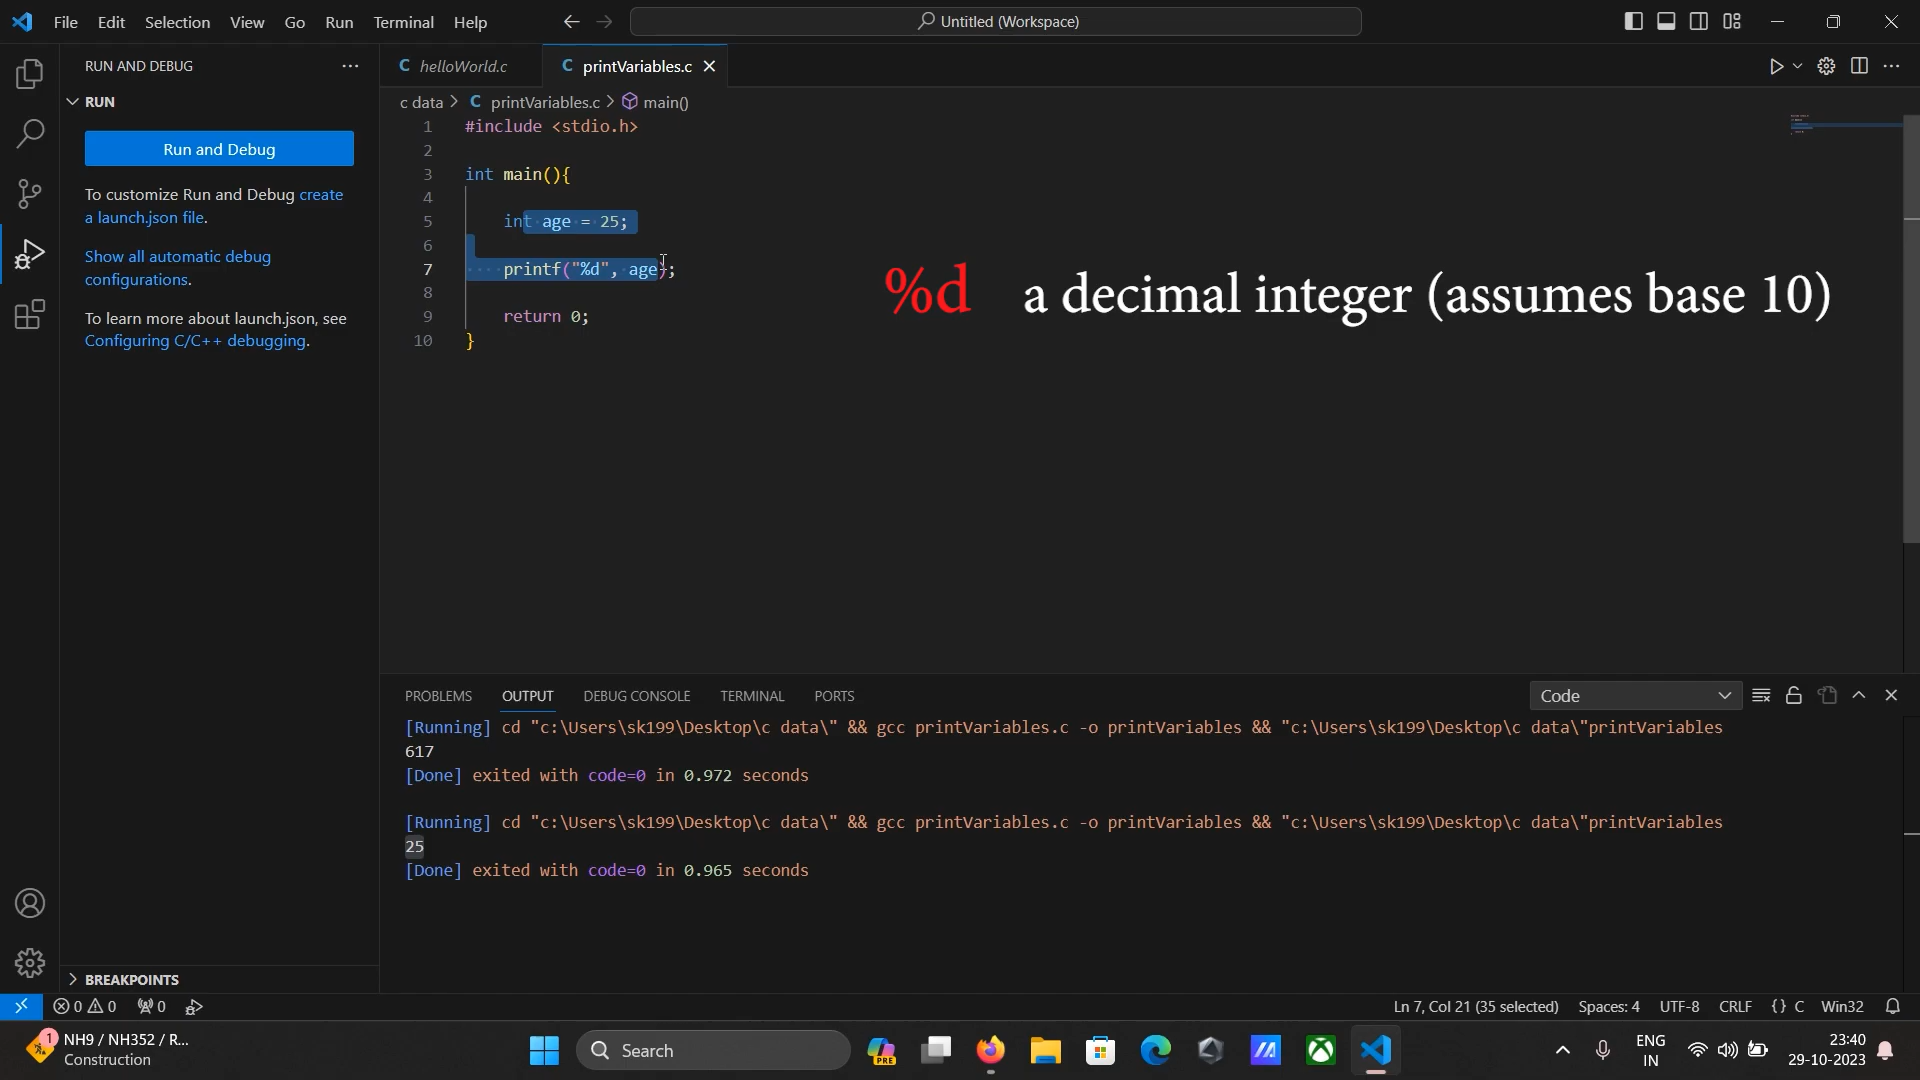 File Edit Selection View Go Run Terminal Help
Untitled (Workspace)
RUN AND DEBUG
RUN
Run and Debug
To customize Run and Debug create
a launch.json file.
Show all automatic debug
configurations.
To learn more about launch.json, see
Configuring C/C++ debugging.
BREAKPOINTS
C helloWorld.c
C printVariables.c
c data > C printVariables.c > main()
1 #include <stdio.h>
2
3 int main(){
4
5 int age = 25;
6
7 printf("%d", age);
8
9 return 0;
10 }
%d a decimal integer (assumes base 10)
PROBLEMS OUTPUT DEBUG CONSOLE TERMINAL PORTS
Code
[Running] cd "c:\Users\sk199\Desktop\c data\" && gcc printVariables.c -o printVariables && "c:\Users\sk199\Desktop\c data\"printVariables
617
[Done] exited with code=0 in 0.972 seconds
[Running] cd "c:\Users\sk199\Desktop\c data\" && gcc printVariables.c -o printVariables && "c:\Users\sk199\Desktop\c data\"printVariables
25
[Done] exited with code=0 in 0.965 seconds
0 0 0
Ln 7, Col 21 (35 selected) Spaces: 4 UTF-8 CRLF {} C Win32
1
NH9 / NH352 / R...
Construction
Search
PRE
ENG
IN
23:40
29-10-2023